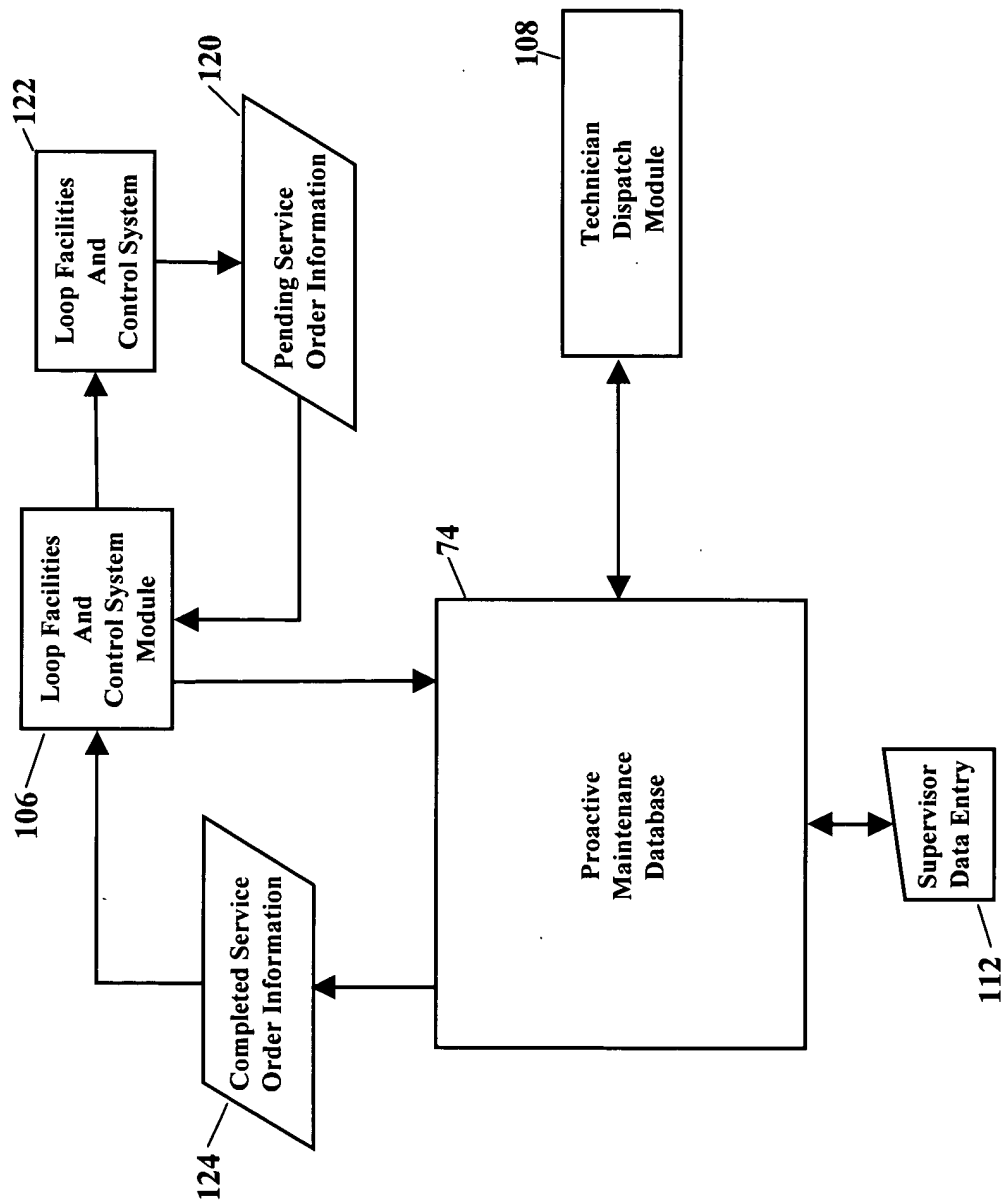 122
Loop Facilities
And
Control System
120
Pending Service
Order Information
106
Loop Facilities
And
Control System
Module
124
Completed Service
Order Information
74
Proactive
Maintenance
Database
108
Technician
Dispatch
Module
112
Supervisor
Data Entry